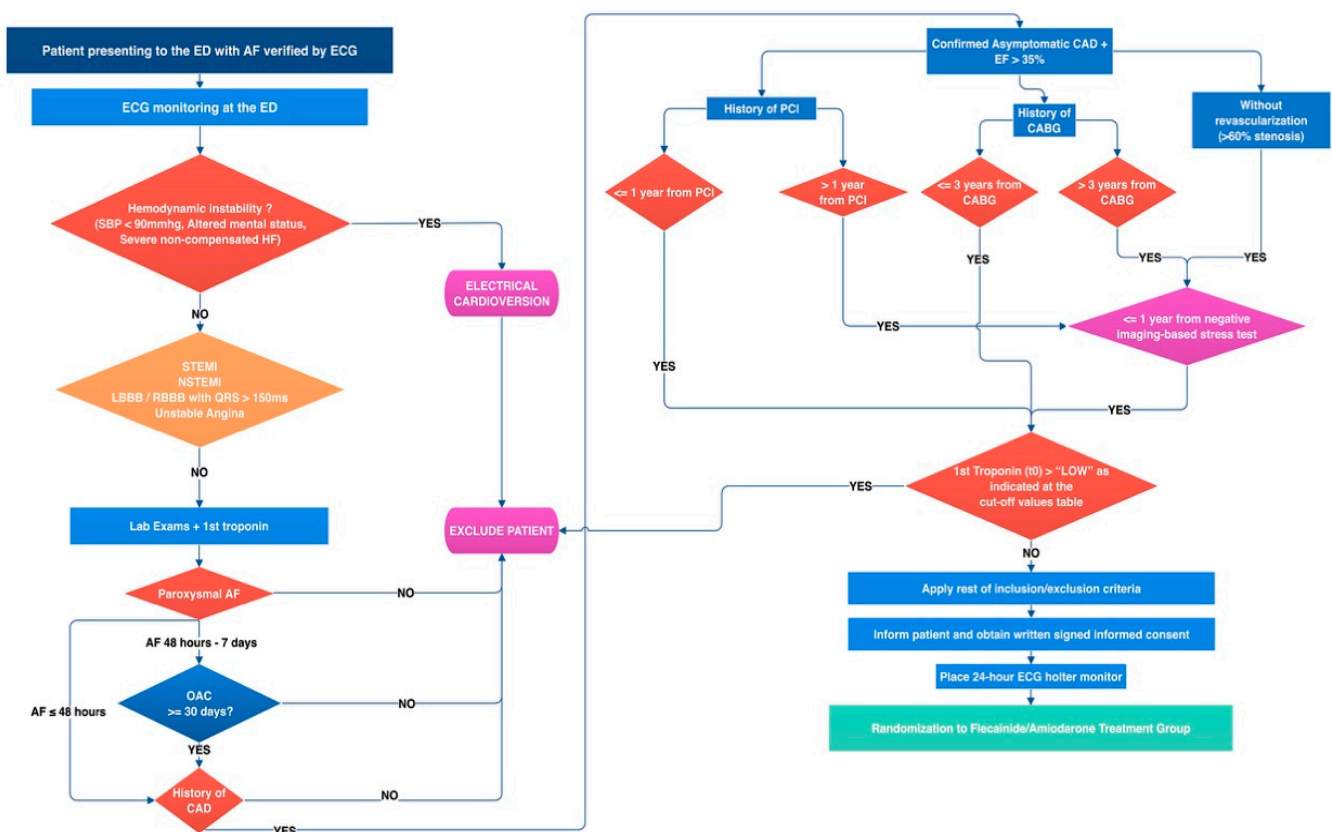 Patient presenting to the ED with AF verified by ECG
ECG monitoring at the ED
Hemodynamic instability ?
(SBP < 90mmhg, Altered mental status,
Severe non-compensated HF)
YES
ELECTRICAL
CARDIOVERSION
NO
STEMI
NSTEMI
LBBB / RBBB with QRS > 150ms
Unstable Angina
NO
Lab Exams + 1st troponin
EXCLUDE PATIENT
Paroxysmal AF
NO
AF 48 hours - 7 days
AF ≤ 48 hours
OAC
>= 30 days?
NO
YES
History of
CAD
NO
YES
Confirmed Asymptomatic CAD +
EF > 35%
History of PCI
History of
CABG
Without
revascularization
(>60% stenosis)
<= 1 year from PCI
> 1 year
from PCI
<= 3 years from
CABG
> 3 years from
CABG
YES
YES
YES
YES
<= 1 year from negative
imaging-based stress test
YES
YES
1st Troponin (t0) > “LOW” as
indicated at the
cut-off values table
YES
NO
Apply rest of inclusion/exclusion criteria
Inform patient and obtain written signed informed consent
Place 24-hour ECG holter monitor
Randomization to Flecainide/Amiodarone Treatment Group